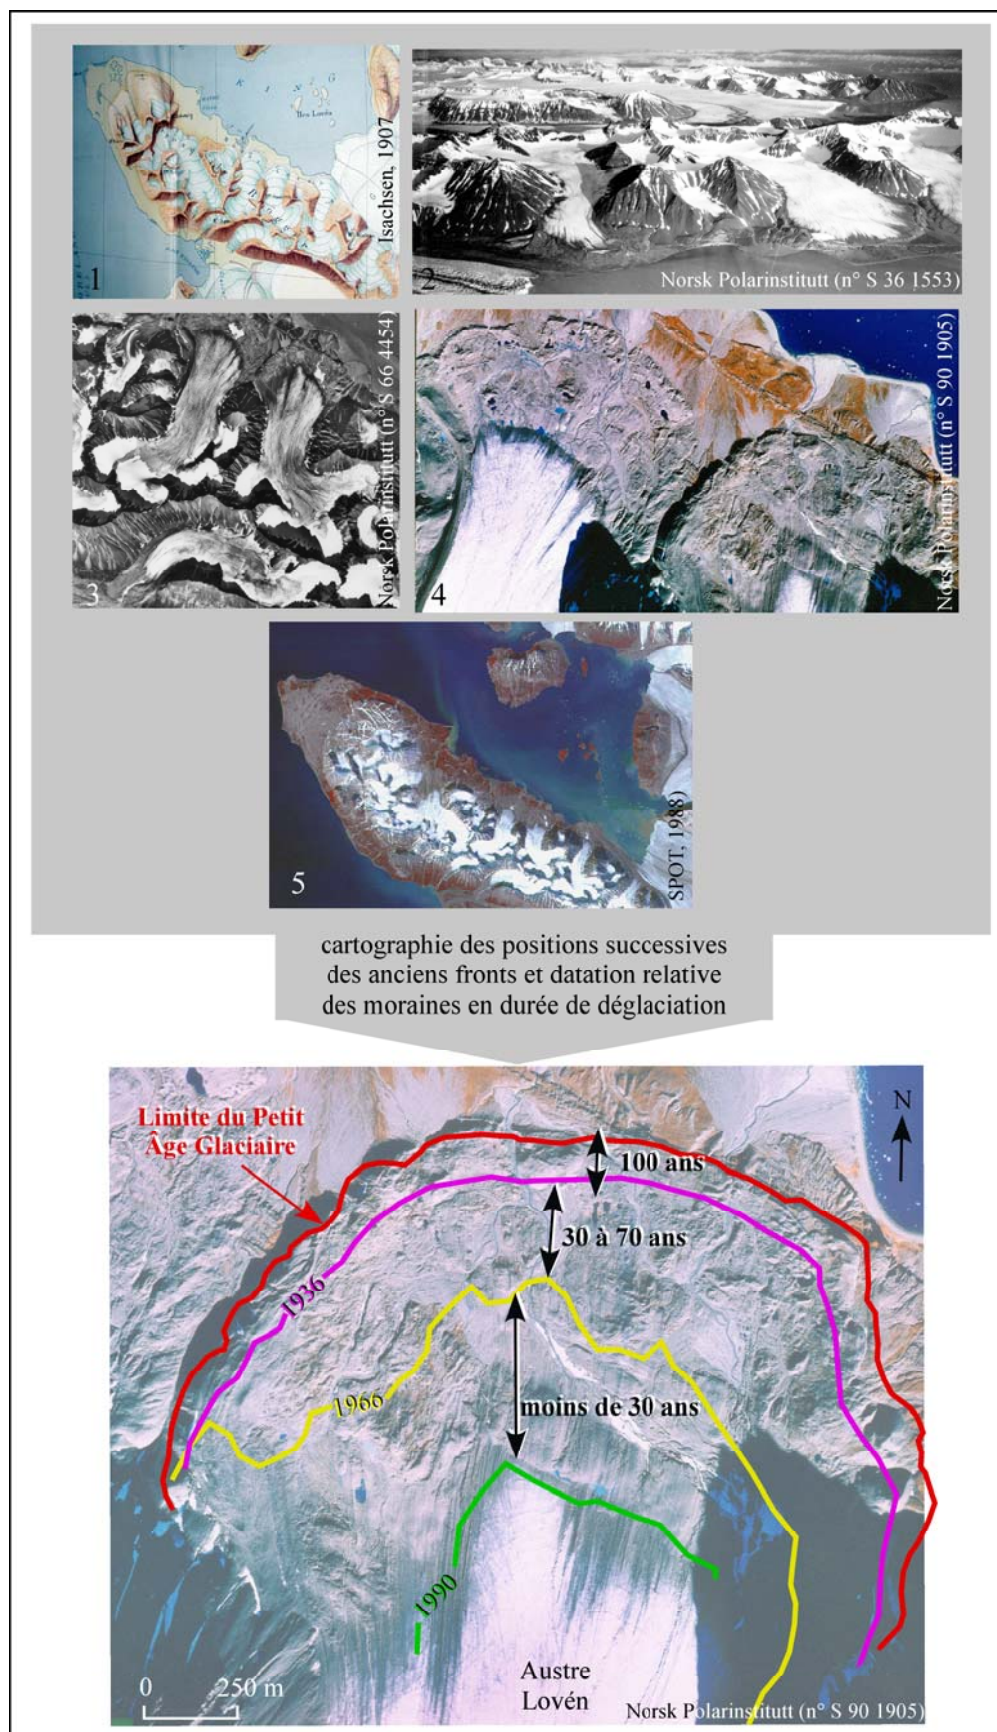 K I N G
Iles Lovén
Isachsen, 1907
1
2
Norsk Polarinstitutt (n° S 36 1553)
3
Norsk Polarinstitutt (n° S 66 4454)
4
Norsk Polarinstitutt (n° S 90 1905)
5
SPOT, 1988)
cartographie des positions successives
des anciens fronts et datation relative
des moraines en durée de déglaciation
Limite du Petit
Âge Glaciaire
N
100 ans
30 à 70 ans
1936
1966
moins de 30 ans
1990
0 250 m
Austre
Lovén
Norsk Polarinstitutt (n° S 90 1905)